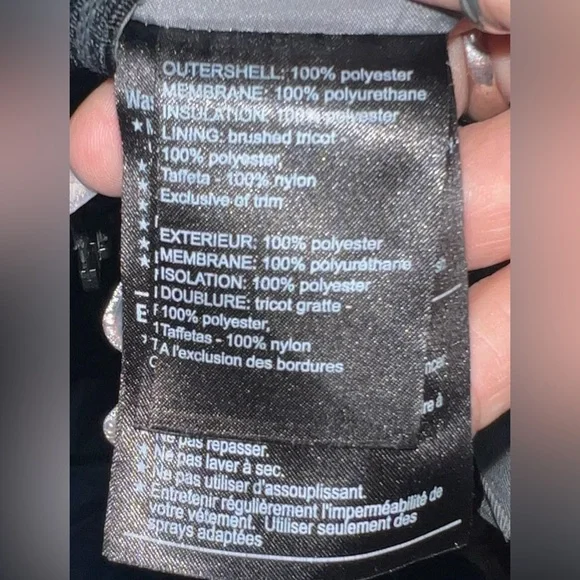 OUTERSHELL: 100% polyester
MEMBRANE: 100% polyurethane
INSULATION: 100% polyester
LINING: brushed tricot -
100% polyester,
Taffeta - 100% nylon
Exclusive of trim
EXTERIEUR: 100% polyester
MEMBRANE: 100% polyuréthane
ISOLATION: 100% polyester
DOUBLURE: tricot gratte -
100% polyester,
Taffetas - 100% nylon
A l'exclusion des bordures
Ne pas repasser.
★ Ne pas laver à sec.
★ Ne pas utiliser d'assouplissant.
★ Entretenir régulièrement l'imperméabilité de
votre vêtement. Utiliser seulement des
sprays adaptées